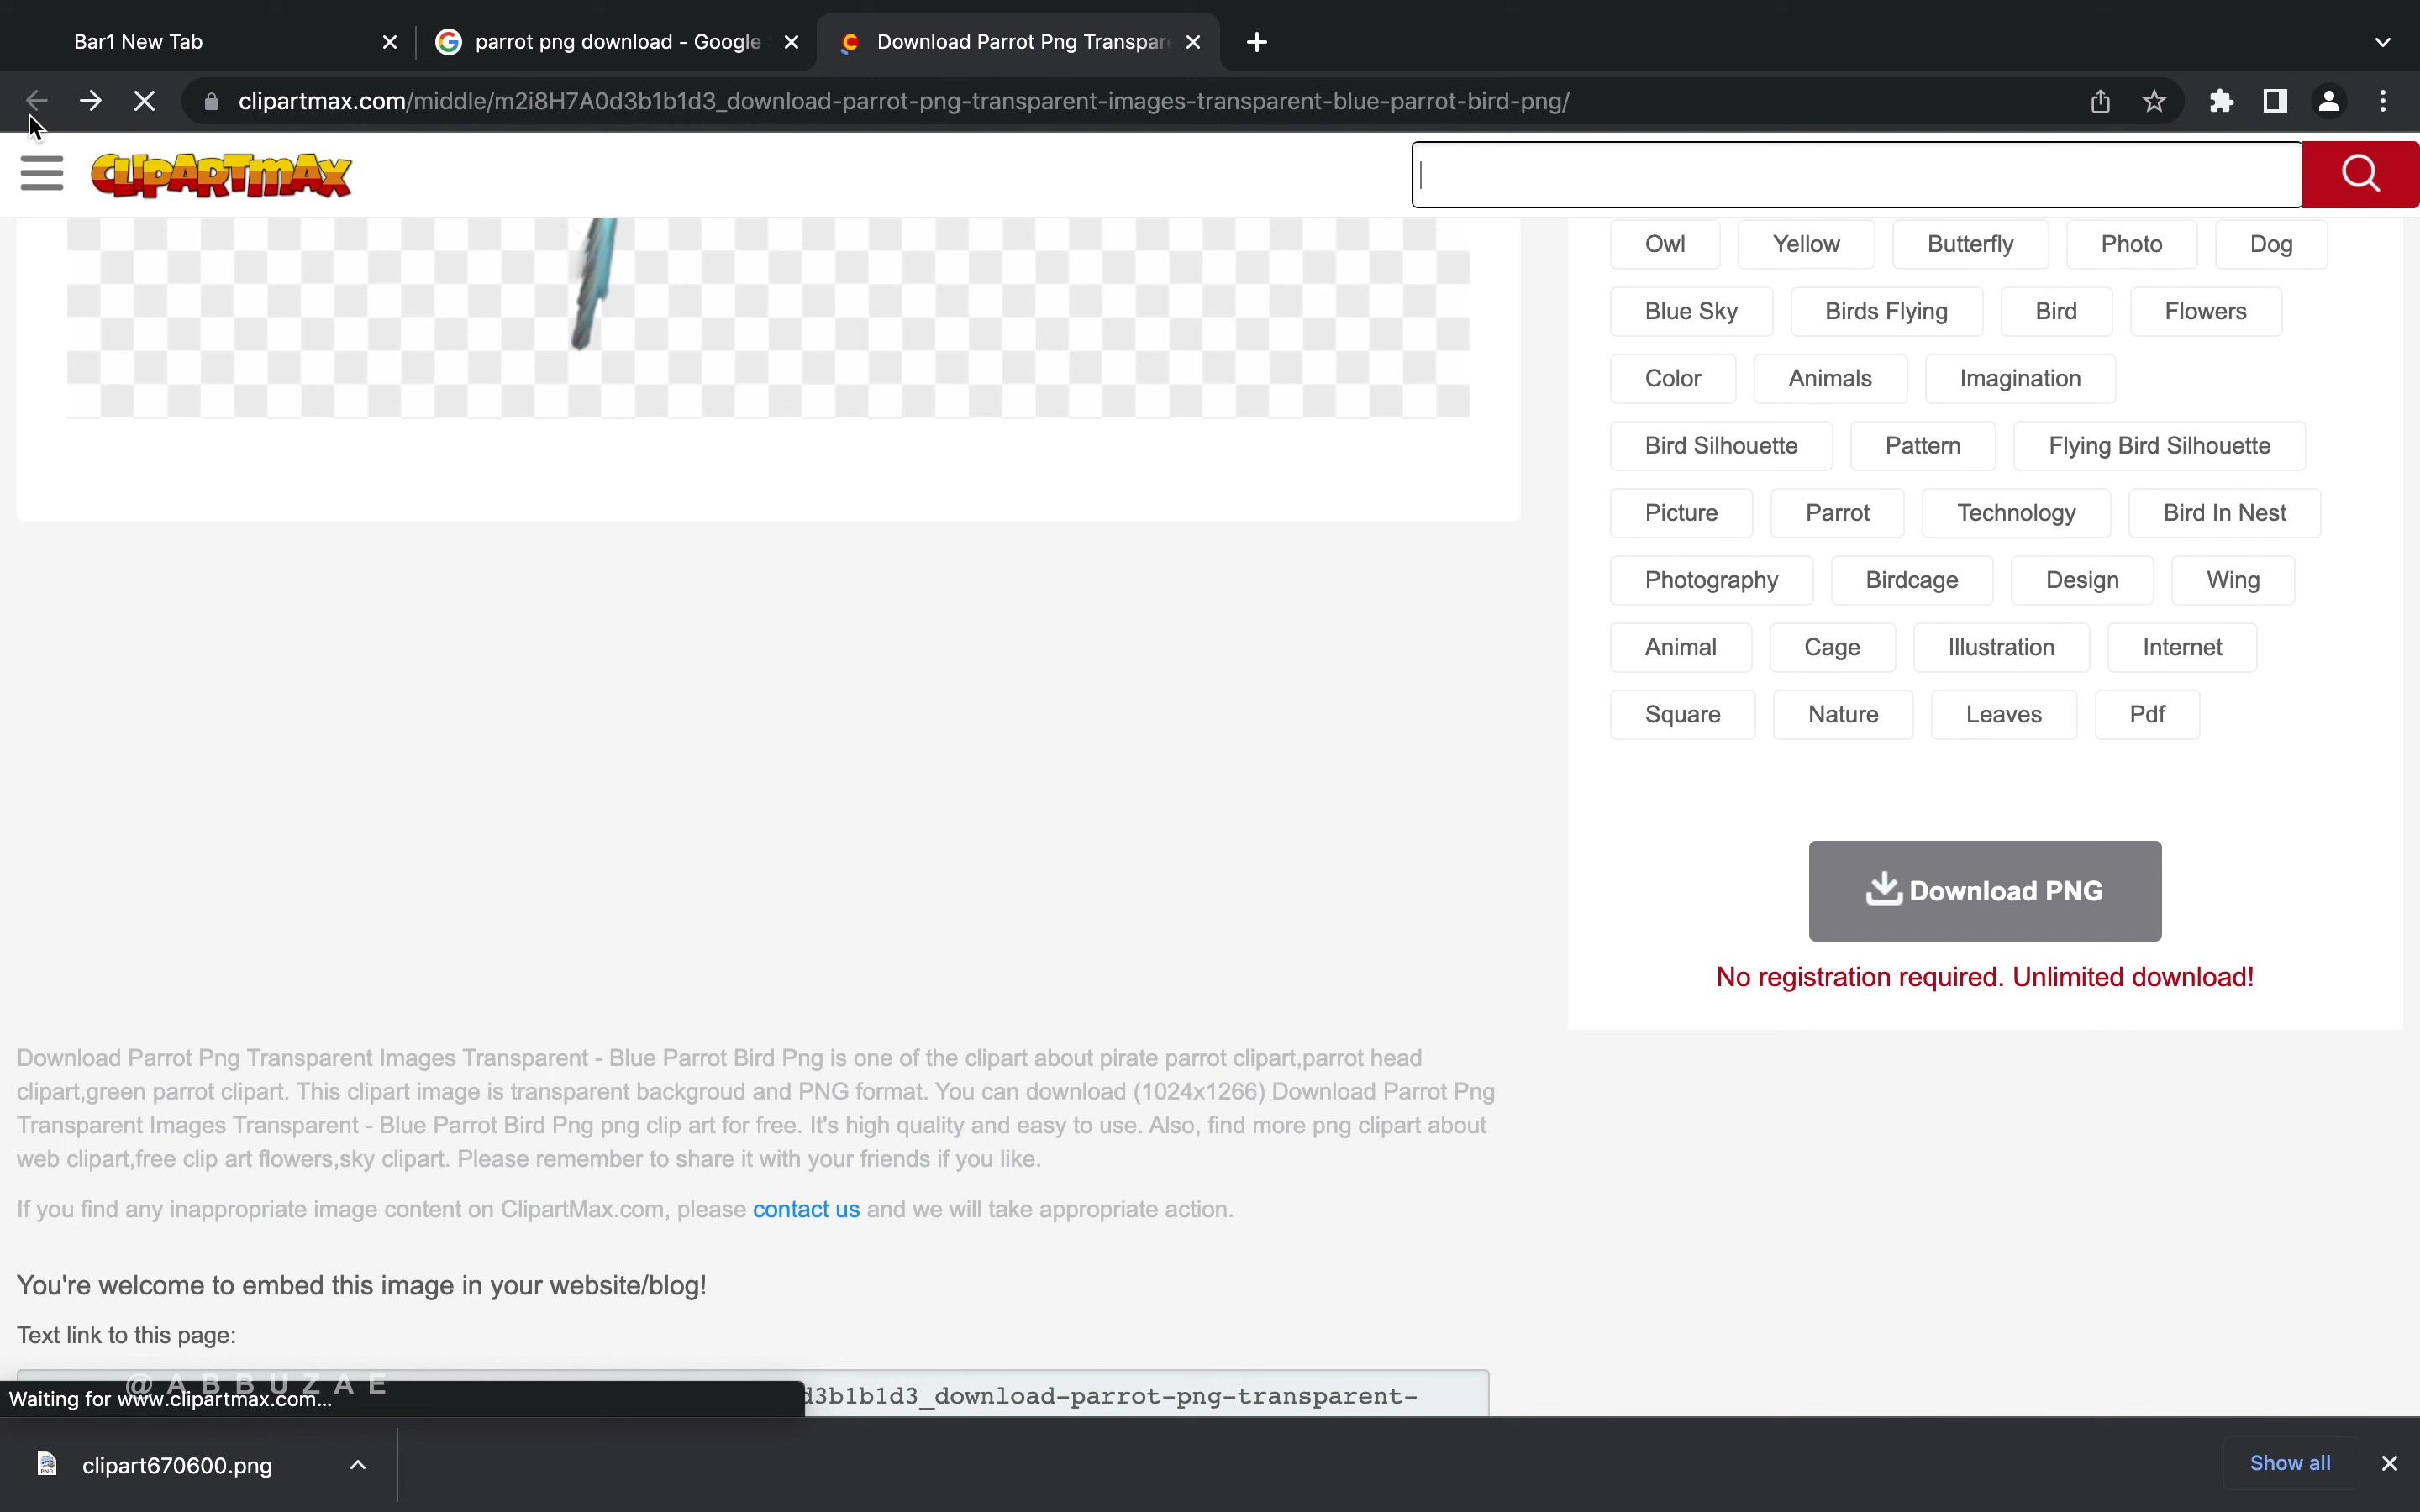 Bar1 New Tab
parrot png download - Google
Download Parrot Png Transpar
clipartmax.com/middle/m2i8H7A0d3b1b1d3_download-parrot-png-transparent-images-transparent-blue-parrot-bird-png/
CLIPARTMAX
Owl Yellow Butterfly Photo Dog
Blue Sky Birds Flying Bird Flowers
Color Animals Imagination
Bird Silhouette Pattern Flying Bird Silhouette
Picture Parrot Technology Bird In Nest
Photography Birdcage Design Wing
Animal Cage Illustration Internet
Square Nature Leaves Pdf
Download PNG
No registration required. Unlimited download!
Download Parrot Png Transparent Images Transparent - Blue Parrot Bird Png is one of the clipart about pirate parrot clipart,parrot head
clipart,green parrot clipart. This clipart image is transparent backgroud and PNG format. You can download (1024x1266) Download Parrot Png
Transparent Images Transparent - Blue Parrot Bird Png png clip art for free. It's high quality and easy to use. Also, find more png clipart about
web clipart,free clip art flowers,sky clipart. Please remember to share it with your friends if you like.
If you find any inappropriate image content on ClipartMax.com, please contact us and we will take appropriate action.
You're welcome to embed this image in your website/blog!
Text link to this page:
@ABBUZAE
Waiting for www.clipartmax.com...
d3b1b1d3_download-parrot-png-transparent-
clipart670600.png
Show all